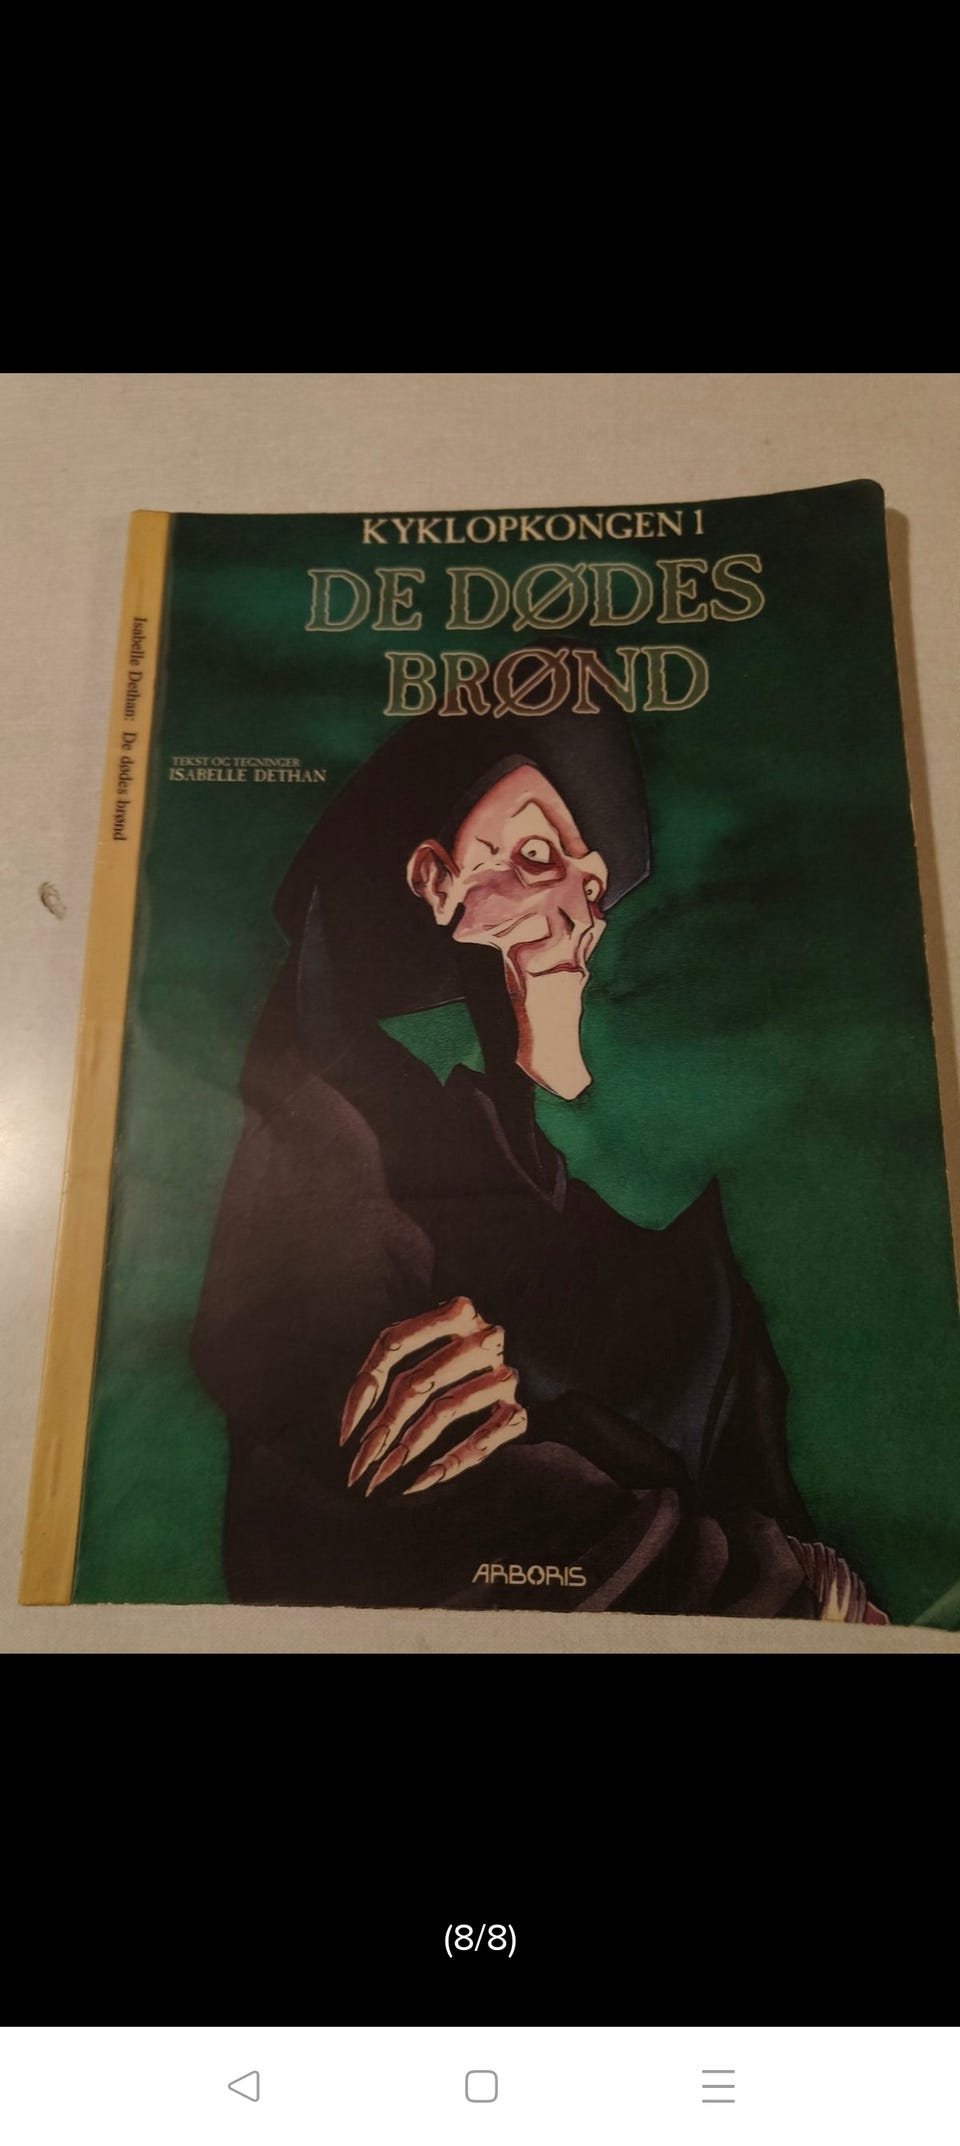 KYKLOPKONGEN 1
DE DØDES
BRØND
TEKST OG TEGNINGER
ISABELLE DETHAN
Isabelle Dethan: De dødes brønd
ARBORIS
(8/8)